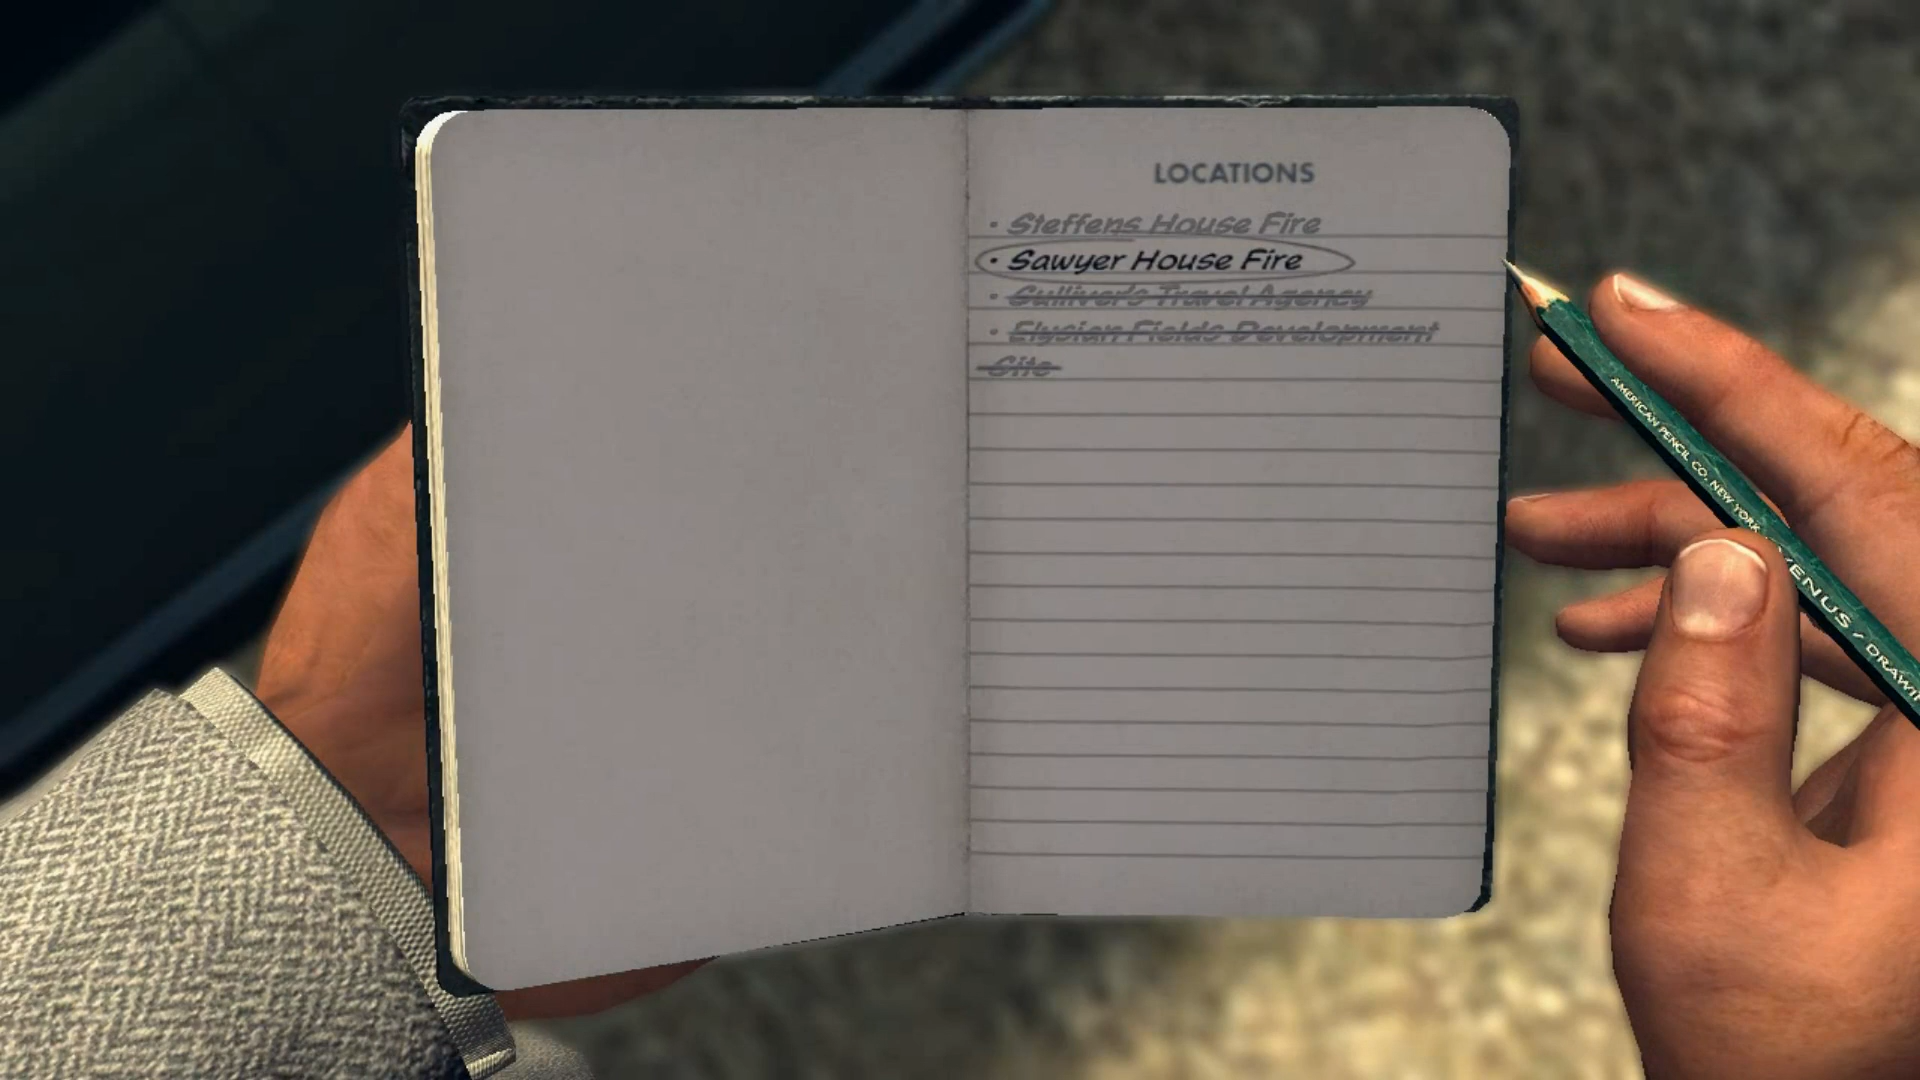 LOCATIONS
· Steffens House Fire
· Sawyer House Fire
· Gulliver's Travel Agency
· Elysian Fields Development
Site
AMERICAN PENCIL CO. NEW YORK
VENUS / DRAWI